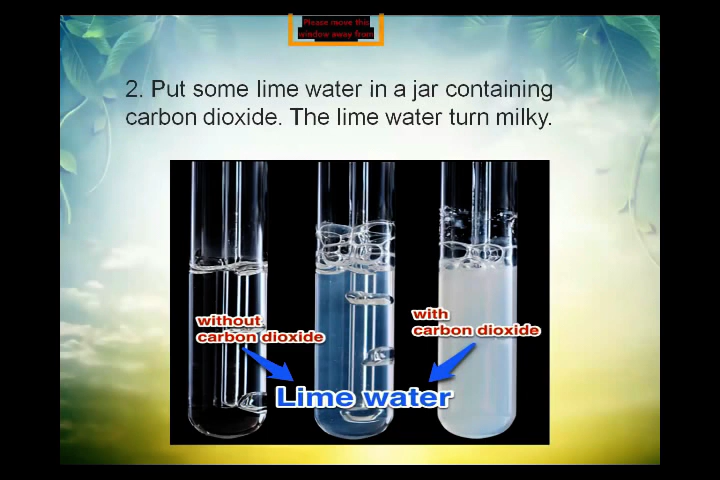 Please move this
window away from
2. Put some lime water in a jar containing
carbon dioxide. The lime water turn milky.
without
carbon dioxide
with
carbon dioxide
Lime water